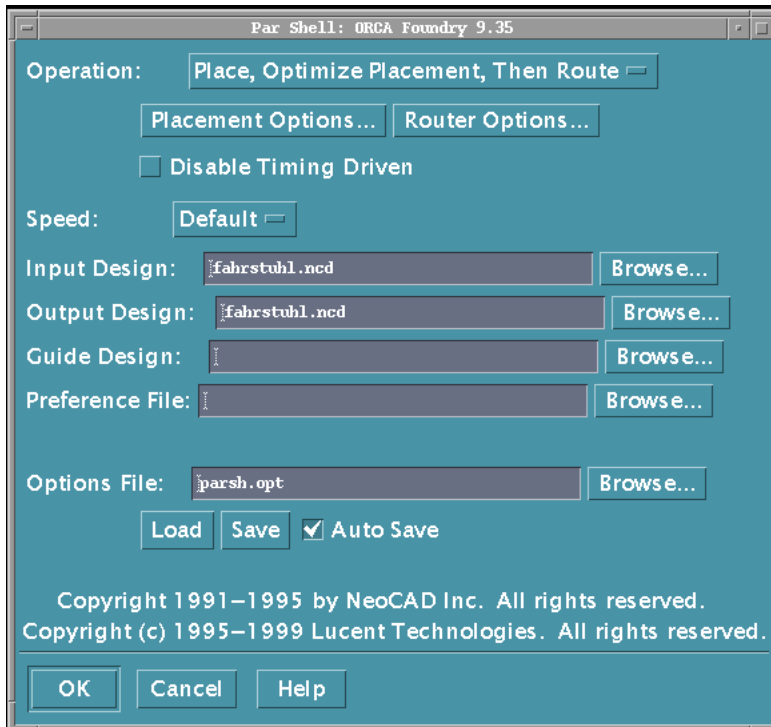 Par Shell: ORCA Foundry 9.35
Operation: Place, Optimize Placement, Then Route
Placement Options... Router Options...
Disable Timing Driven
Speed: Default
Input Design: fahrstuhl.ncd Browse...
Output Design: fahrstuhl.ncd Browse...
Guide Design: Browse...
Preference File: Browse...
Options File: parsh.opt Browse...
Load Save Auto Save
Copyright 1991–1995 by NeoCAD Inc. All rights reserved.
Copyright (c) 1995–1999 Lucent Technologies. All rights reserved.
OK Cancel Help